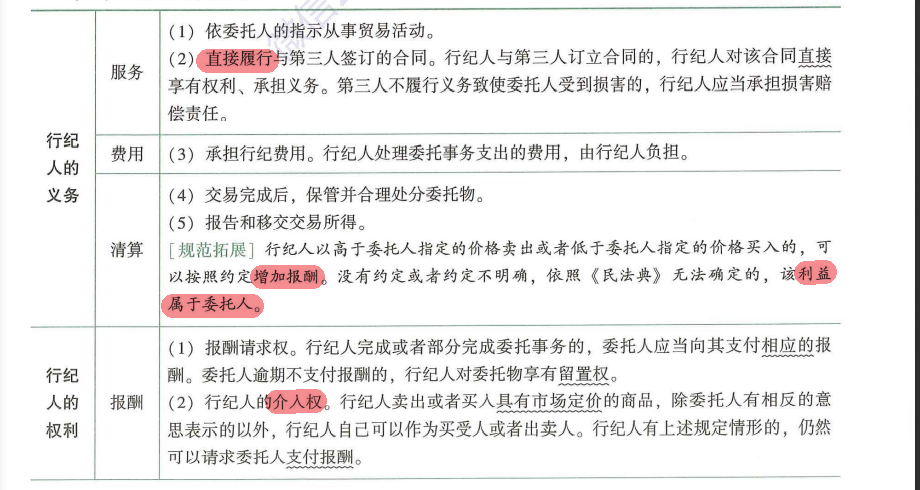 服务
(1) 依委托人的指示从事贸易活动。
(2) 直接履行与第三人签订的合同。行纪人与第三人订立合同的，行纪人对该合同直接
享有权利、承担义务。第三人不履行义务致使委托人受到损害的，行纪人应当承担损害赔
偿责任。
行纪
人的
义务
费用
(3) 承担行纪费用。行纪人处理委托事务支出的费用，由行纪人负担。
清算
(4) 交易完成后，保管并合理处分委托物。
(5) 报告和移交交易所得。
[规范拓展] 行纪人以高于委托人指定的价格卖出或者低于委托人指定的价格买入的，可
以按照约定增加报酬。没有约定或者约定不明确，依照《民法典》无法确定的，该利益
属于委托人。
行纪
人的
权利
报酬
(1) 报酬请求权。行纪人完成或者部分完成委托事务的，委托人应当向其支付相应的报
酬。委托人逾期不支付报酬的，行纪人对委托物享有留置权。
(2) 行纪人的介入权。行纪人卖出或者买入具有市场定价的商品，除委托人有相反的意
思表示的以外，行纪人自己可以作为买受人或者出卖人。行纪人有上述规定情形的，仍然
可以请求委托人支付报酬。